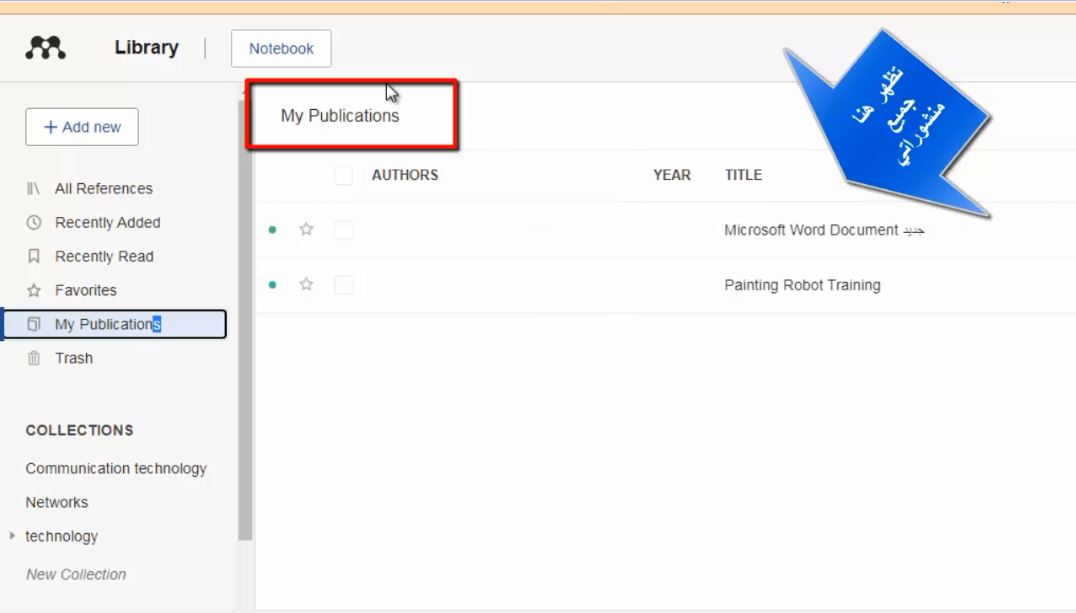 Library
Notebook
+ Add new
All References
Recently Added
Recently Read
Favorites
My Publications
Trash
COLLECTIONS
Communication technology
Networks
technology
New Collection
My Publications
AUTHORS YEAR TITLE
Microsoft Word Document جديد
Painting Robot Training
تظهر هنا
جميع
منشوراتي